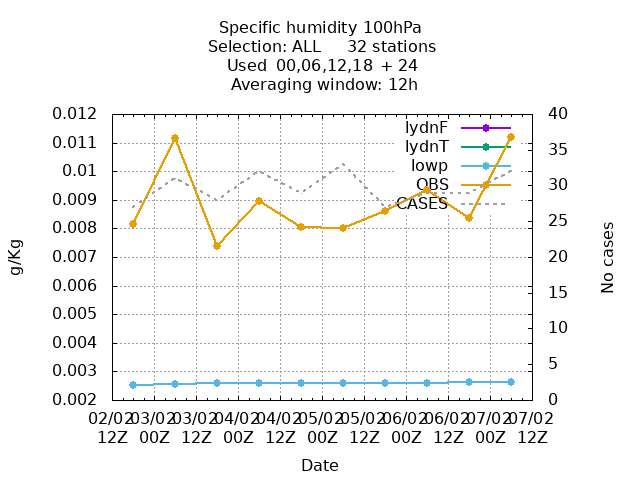 Specific humidity 100hPa
Selection: ALL     32 stations
Used  00,06,12,18  + 24
Averaging window: 12h
0.012
0.011
0.01
0.009
0.008
0.007
0.006
0.005
0.004
0.003
0.002
g/Kg
40
35
30
25
20
15
10
5
0
No cases
lydnF
lydnT
lowp
OBS
CASES
02/02 03/02 03/02 04/02 04/02 05/02 05/02 06/02 06/02 07/02 07/02
12Z 00Z 12Z 00Z 12Z 00Z 12Z 00Z 12Z 00Z 12Z
Date